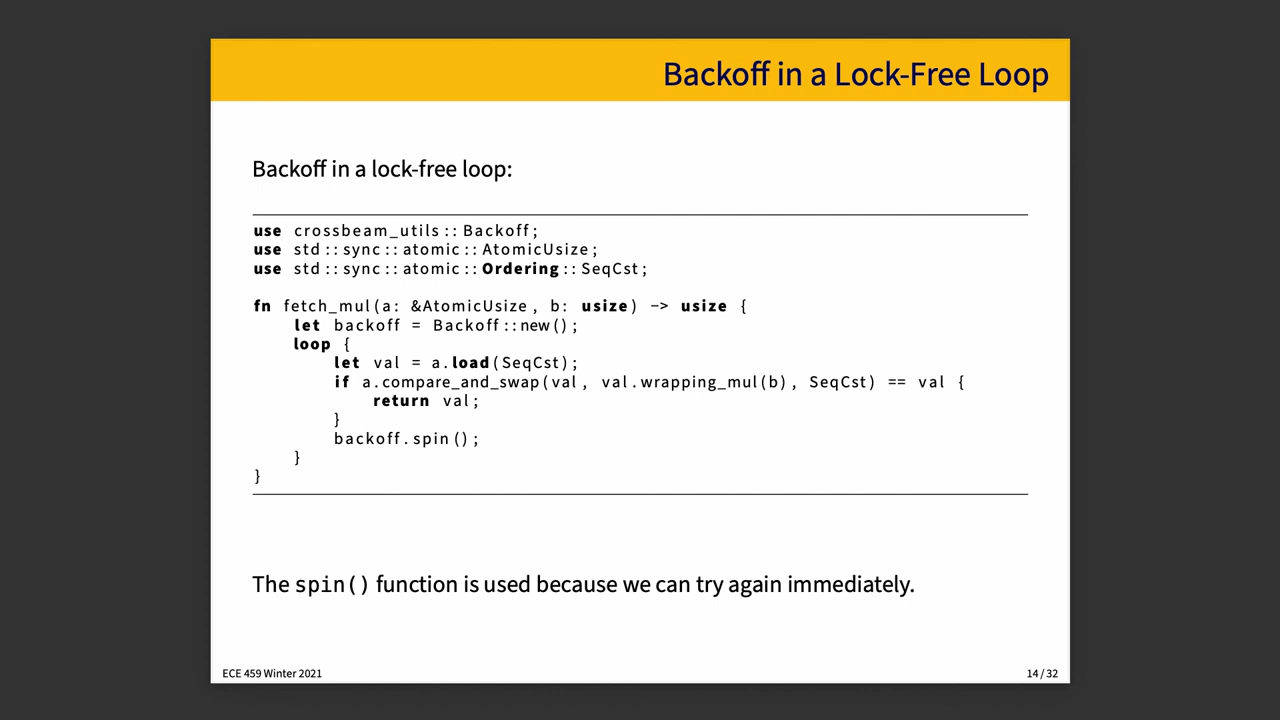 Backoff in a Lock-Free Loop
Backoff in a lock-free loop:
use crossbeam_utils::Backoff;
use std::sync::atomic::AtomicUsize;
use std::sync::atomic::Ordering::SeqCst;
fn fetch_mul(a: &AtomicUsize, b: usize) -> usize {
    let backoff = Backoff::new();
    loop {
        let val = a.load(SeqCst);
        if a.compare_and_swap(val, val.wrapping_mul(b), SeqCst) == val {
            return val;
        }
        backoff.spin();
    }
}
The spin() function is used because we can try again immediately.
ECE 459 Winter 2021
14 / 32